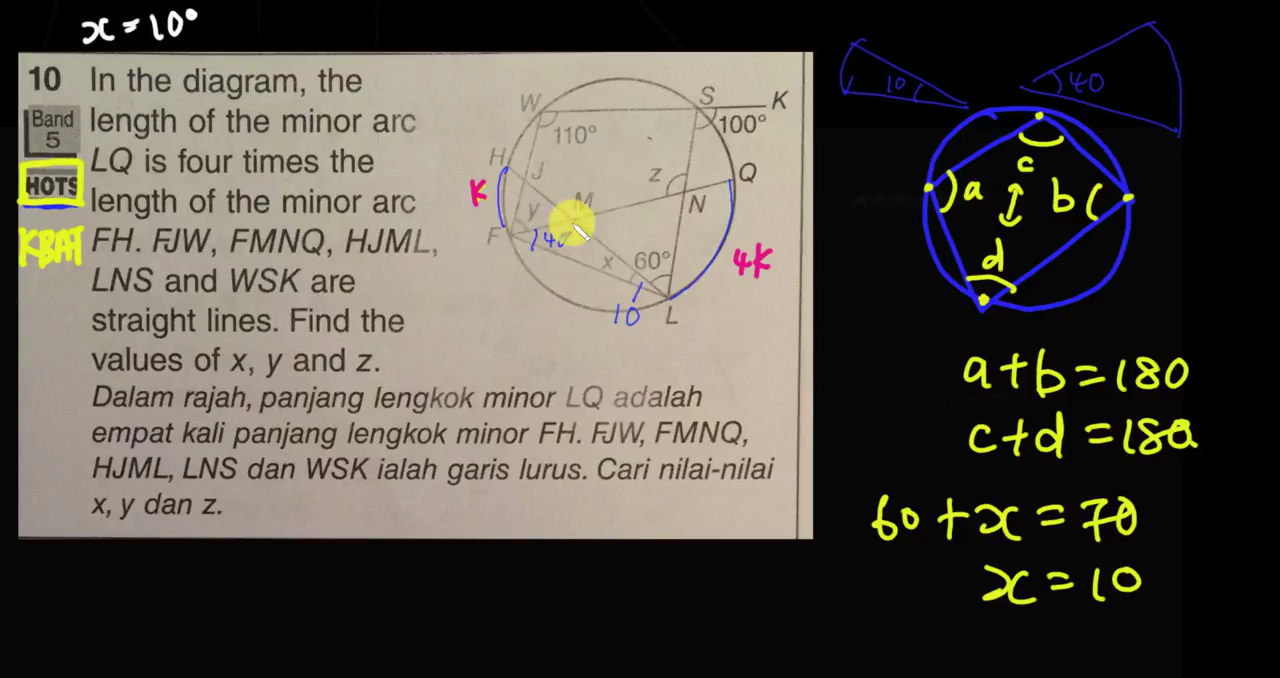 x = 10°
10 In the diagram, the
Band
5
length of the minor arc
LQ is four times the
HOTS
length of the minor arc
KBAT
FH. FJW, FMNQ, HJML,
LNS and WSK are
straight lines. Find the
values of x, y and z.
Dalam rajah, panjang lengkok minor LQ adalah
empat kali panjang lengkok minor FH. FJW, FMNQ,
HJML, LNS dan WSK ialah garis lurus. Cari nilai-nilai
x, y dan z.
W
S
K
110°
100°
H
J
K
z
Q
M
N
y
F
40
x
60°
4K
10
L
10
40
c
a
b
d
a+b=180
c+d=180
60+x=70
x=10